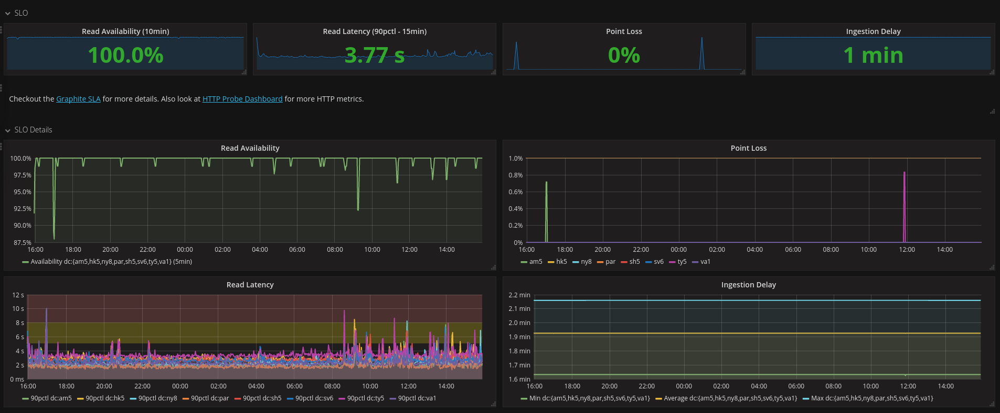 SLO
Read Availability (10min)
100.0%
Read Latency (90pctl - 15min)
3.77 s
Point Loss
0%
Ingestion Delay
1 min
Checkout the Graphite SLA for more details. Also look at HTTP Probe Dashboard for more HTTP metrics.
SLO Details
Read Availability
100.0%
97.5%
95.0%
92.5%
90.0%
87.5%
16:00 18:00 20:00 22:00 00:00 02:00 04:00 06:00 08:00 10:00 12:00 14:00
Availability dc:{am5,hk5,ny8,par,sh5,sv6,ty5,va1} (5min)
Point Loss
1.0%
0.8%
0.6%
0.4%
0.2%
0%
16:00 18:00 20:00 22:00 00:00 02:00 04:00 06:00 08:00 10:00 12:00 14:00
am5 hk5 ny8 par sh5 sv6 ty5 va1
Read Latency
12 s
10 s
8 s
6 s
4 s
2 s
0 ms
16:00 18:00 20:00 22:00 00:00 02:00 04:00 06:00 08:00 10:00 12:00 14:00
90pctl dc:am5 90pctl dc:hk5 90pctl dc:ny8 90pctl dc:par 90pctl dc:sh5 90pctl dc:sv6 90pctl dc:ty5 90pctl dc:va1
Ingestion Delay
2.2 min
2.1 min
2.0 min
1.9 min
1.8 min
1.7 min
1.6 min
16:00 18:00 20:00 22:00 00:00 02:00 04:00 06:00 08:00 10:00 12:00 14:00
Min dc:{am5,hk5,ny8,par,sh5,sv6,ty5,va1} Average dc:{am5,hk5,ny8,par,sh5,sv6,ty5,va1} Max dc:{am5,hk5,ny8,par,sh5,sv6,ty5,va1}